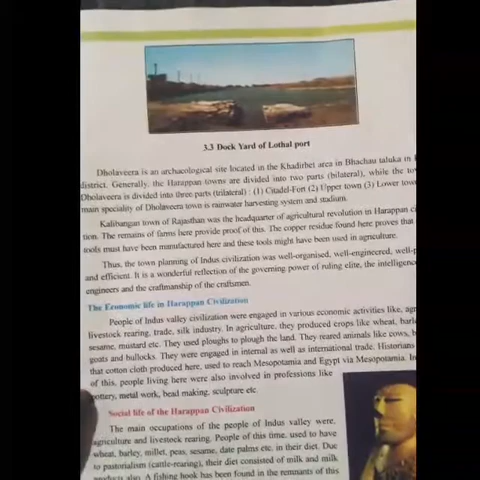 3.3 Dock Yard of Lothal port
Dholaveera is an archaeological site located in the Khadirbet area in Bhachau taluka in
district. Generally, the Harappan towns are divided into two parts (bilateral), while the
Dholaveera is divided into three parts (trilateral) : (1) Citadel-Fort (2) Upper town (3) Lower
main speciality of Dholaveera town is rainwater harvesting system and stadium.
Kalibangan town of Rajasthan was the headquarter of agricultural revolution in Harappan
tion. The remains of farms here provide proof of this. The copper residue found here proves that
tools must have been manufactured here and these tools might have been used in agriculture.
Thus, the town planning of Indus civilization was well-organised, well-engineered,
and efficient. It is a wonderful reflection of the governing power of ruling elite, the
engineers and the craftmanship of the craftsmen.
The Economic life in Harappan Civilization
People of Indus valley civilization were engaged in various economic activities like,
livestock rearing, trade, silk industry. In agriculture, they produced crops like wheat,
sesame, mustard etc. They used ploughs to plough the land. They reared animals like cows,
goats and bullocks. They were engaged in internal as well as international trade. Historians
that cotton cloth produced here, used to reach Mesopotamia and Egypt via Mesopotamia. In
of this, people living here were also involved in professions like
pottery, metal work, bead making, sculpture etc.
Social life of the Harappan Civilization
The main occupations of the people of Indus valley were,
agriculture and livestock rearing. People of this time, used to have
wheat, barley, millet, peas, sesame, date palms etc. in their diet. Due
to pastoralism (cattle-rearing), their diet consisted of milk and milk
products also. A fishing hook has been found in the remnants of this